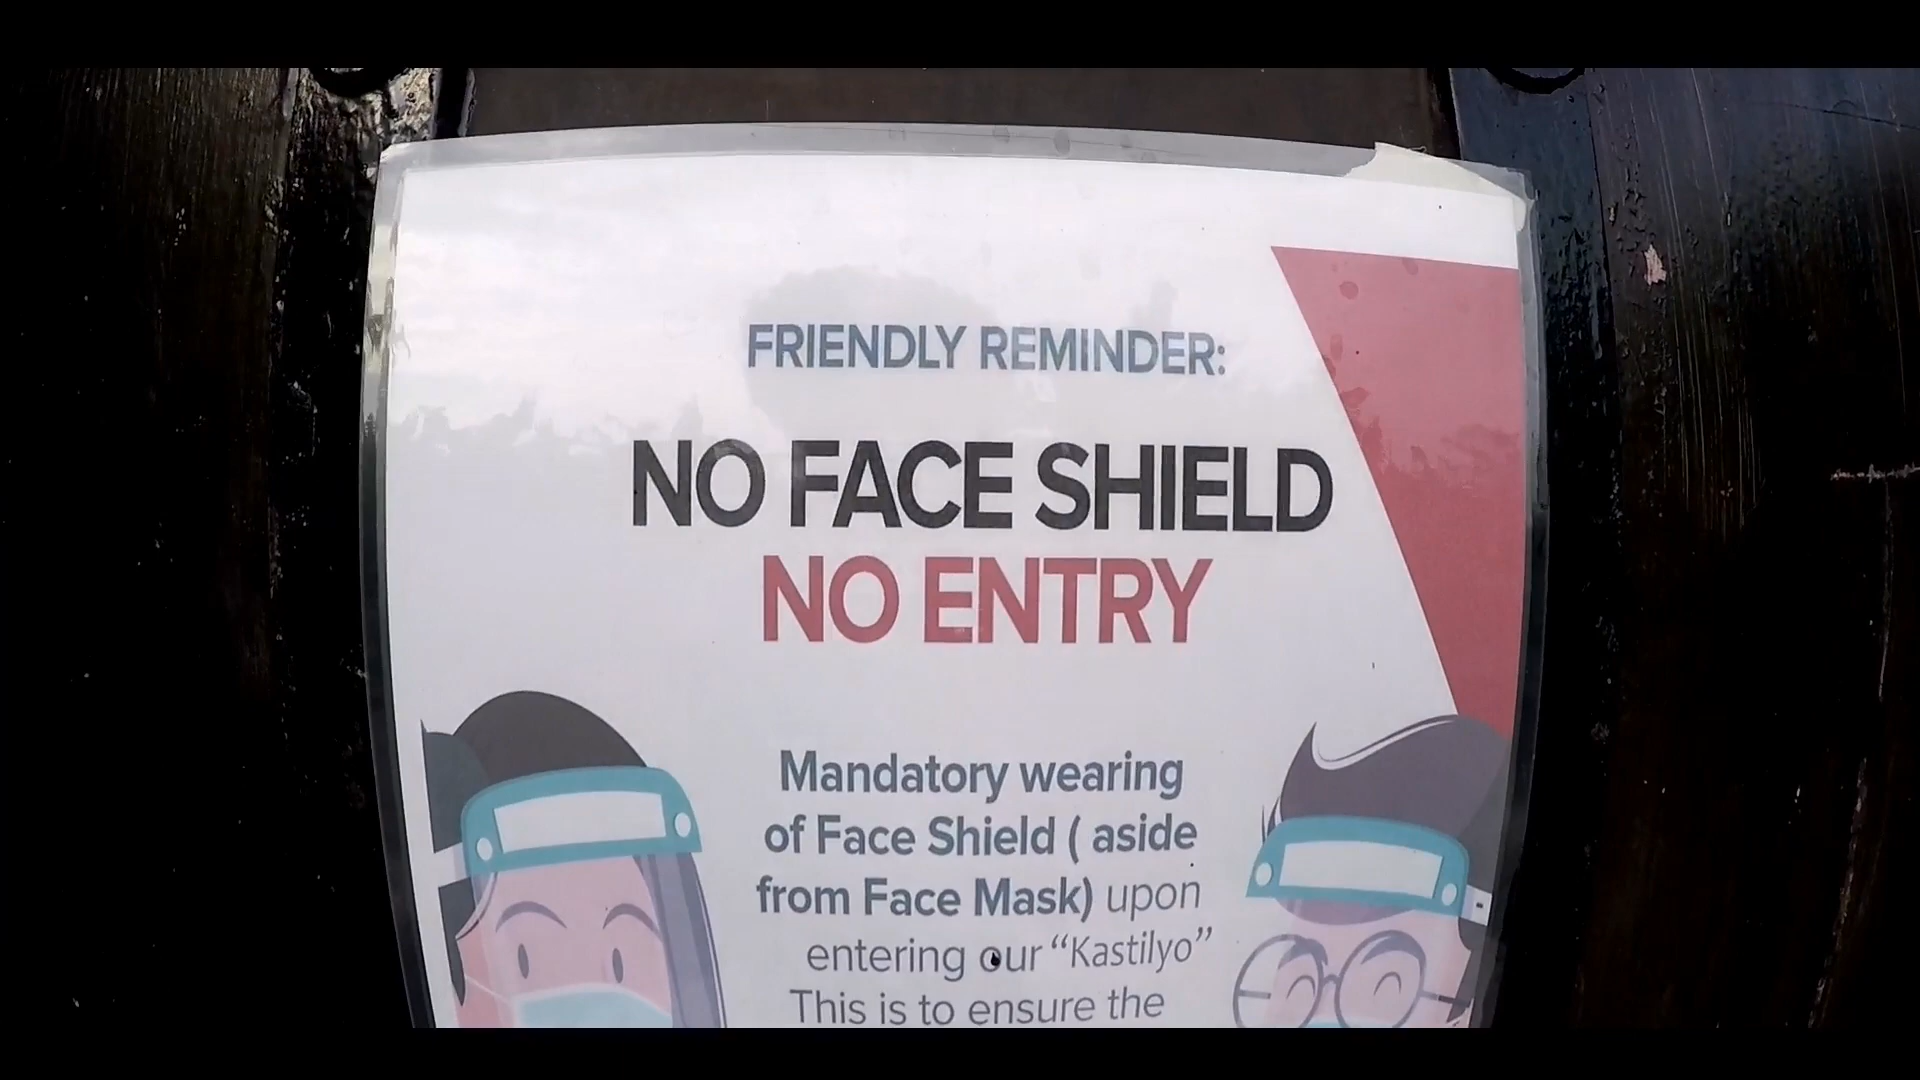 FRIENDLY REMINDER:
NO FACE SHIELD
NO ENTRY
Mandatory wearing
of Face Shield ( aside
from Face Mask) upon
entering our “Kastilyo”
This is to ensure the